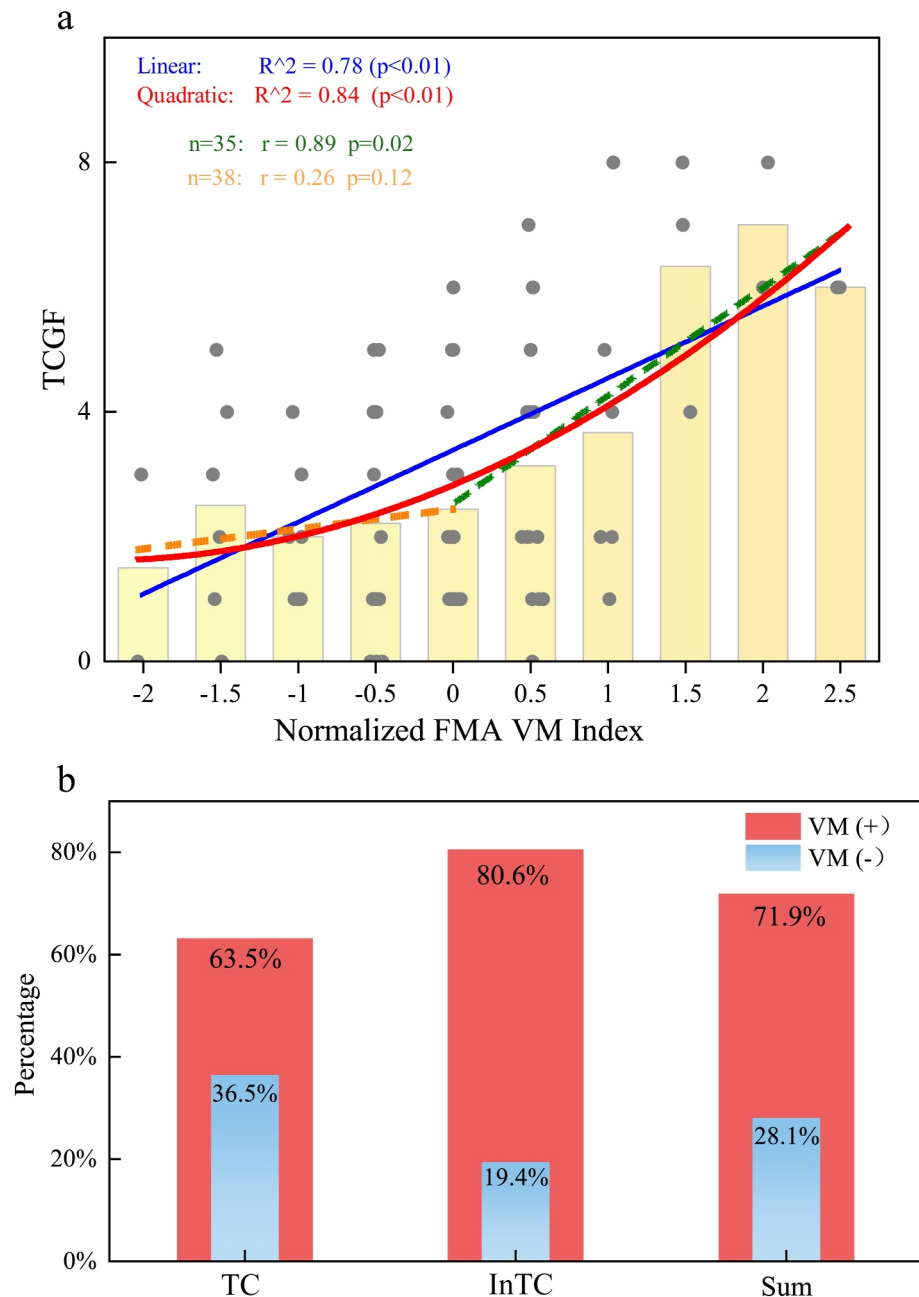 a
Linear: R^2 = 0.78 (p<0.01)
Quadratic: R^2 = 0.84 (p<0.01)
n=35: r = 0.89 p=0.02
n=38: r = 0.26 p=0.12
8
4
0
TCGF
-2 -1.5 -1 -0.5 0 0.5 1 1.5 2 2.5
Normalized FMA VM Index
b
VM (+）
VM (-）
80%
60%
40%
20%
0%
Percentage
63.5%
36.5%
80.6%
19.4%
71.9%
28.1%
TC InTC Sum